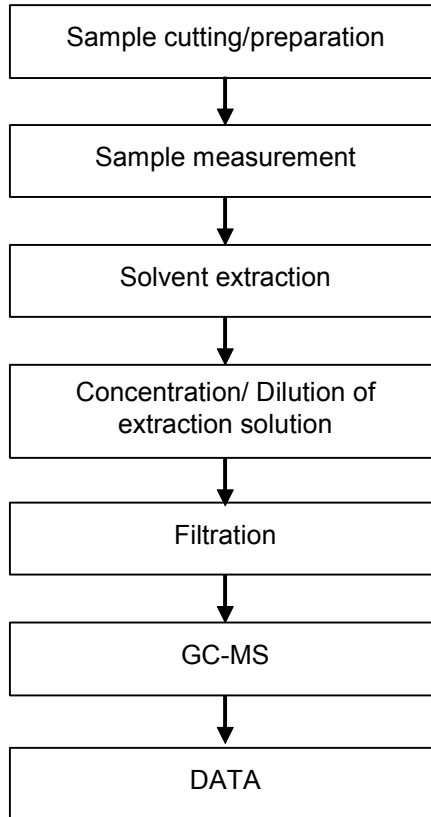 Sample cutting/preparation
Sample measurement
Solvent extraction
Concentration/ Dilution of
extraction solution
Filtration
GC-MS
DATA